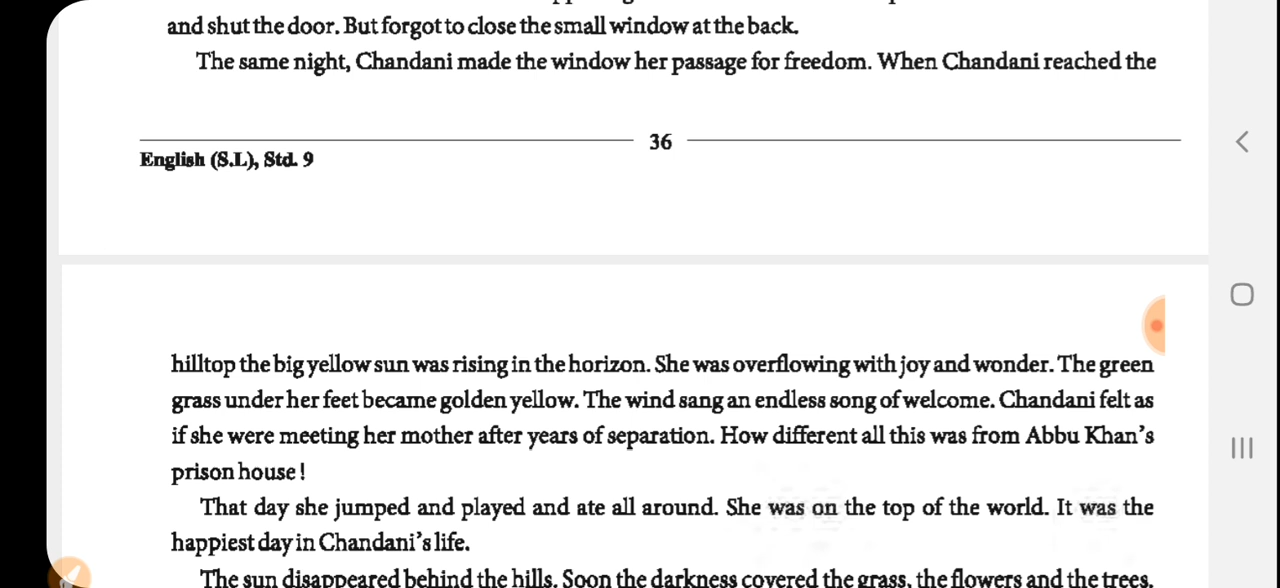 and shut the door. But forgot to close the small window at the back.
The same night, Chandani made the window her passage for freedom. When Chandani reached the
36
English (S.L), Std. 9
hilltop the big yellow sun was rising in the horizon. She was overflowing with joy and wonder. The green
grass under her feet became golden yellow. The wind sang an endless song of welcome. Chandani felt as
if she were meeting her mother after years of separation. How different all this was from Abbu Khan's
prison house !
That day she jumped and played and ate all around. She was on the top of the world. It was the
happiest day in Chandani's life.
The sun disappeared behind the hills. Soon the darkness covered the grass, the flowers and the trees.